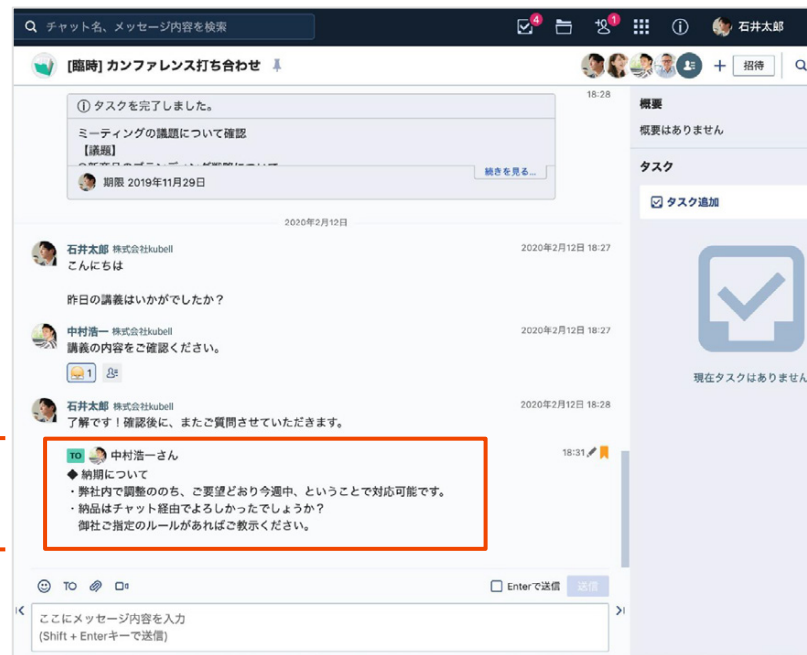 チャット名、メッセージ内容を検索
4
1
石井太郎
[臨時] カンファレンス打ち合わせ
招待
18:28
タスクを完了しました。
ミーティングの議題について確認
【議題】
続きを見る...
期限 2019年11月29日
2020年2月12日
石井太郎 株式会社kubell
2020年2月12日 18:27
こんにちは
昨日の講義はいかがでしたか？
中村浩一 株式会社kubell
2020年2月12日 18:27
講義の内容をご確認ください。
1
石井太郎 株式会社kubell
2020年2月12日 18:28
了解です！確認後に、またご質問させていただきます。
TO 中村浩一さん
18:31
◆ 納期について
・弊社内で調整ののち、ご要望どおり今週中、ということで対応可能です。
・納品はチャット経由でよろしかったでしょうか？
御社ご指定のルールがあればご教示ください。
TO
Enterで送信
送信
ここにメッセージ内容を入力
(Shift + Enterキーで送信)
概要
概要はありません
タスク
タスク追加
現在タスクはありません